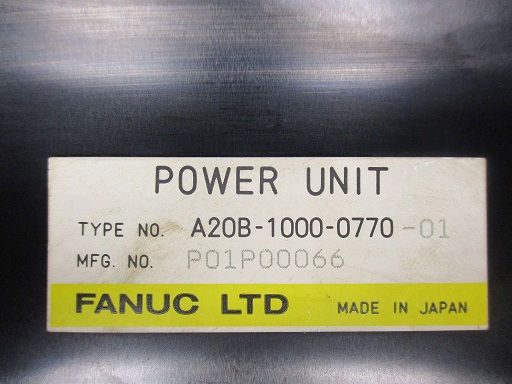 POWER UNIT
TYPE NO. A20B-1000-0770-01
MFG. NO. P01P00066
FANUC LTD MADE IN JAPAN